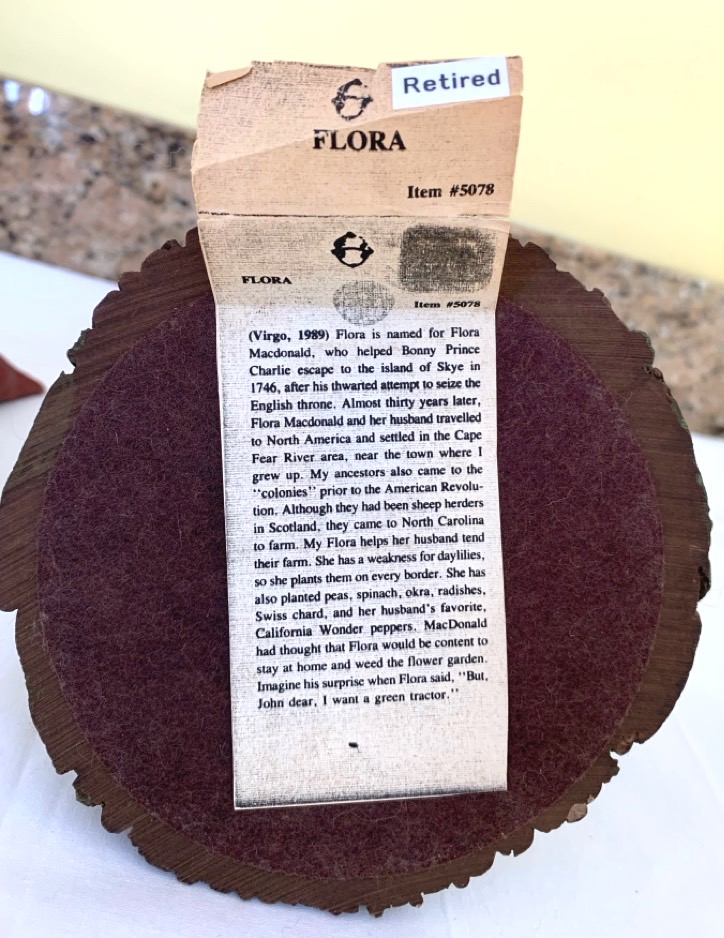 Retired
FLORA
Item #5078
FLORA
Item #5078
(Virgo, 1989) Flora is named for Flora
Macdonald, who helped Bonny Prince
Charlie escape to the island of Skye in
1746, after his thwarted attempt to seize the
English throne. Almost thirty years later,
Flora Macdonald and her husband travelled
to North America and settled in the Cape
Fear River area, near the town where I
grew up. My ancestors also came to the
"colonies" prior to the American Revolu-
tion. Although they had been sheep herders
in Scotland, they came to North Carolina
to farm. My Flora helps her husband tend
their farm. She has a weakness for daylilies,
so she plants them on every border. She has
also planted peas, spinach, okra, radishes,
Swiss chard, and her husband's favorite,
California Wonder peppers. MacDonald
had thought that Flora would be content to
stay at home and weed the flower garden.
Imagine his surprise when Flora said, "But,
John dear, I want a green tractor."